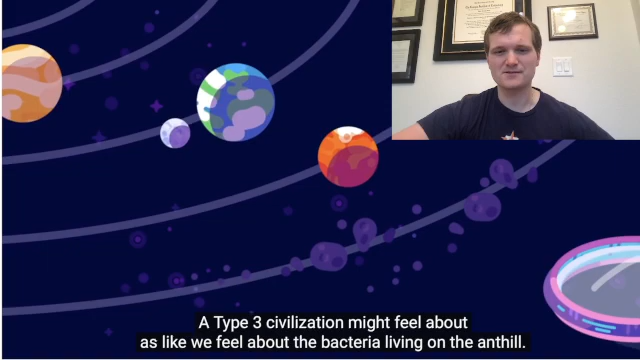 A Type 3 civilization might feel about
as like we feel about the bacteria living on the anthill.